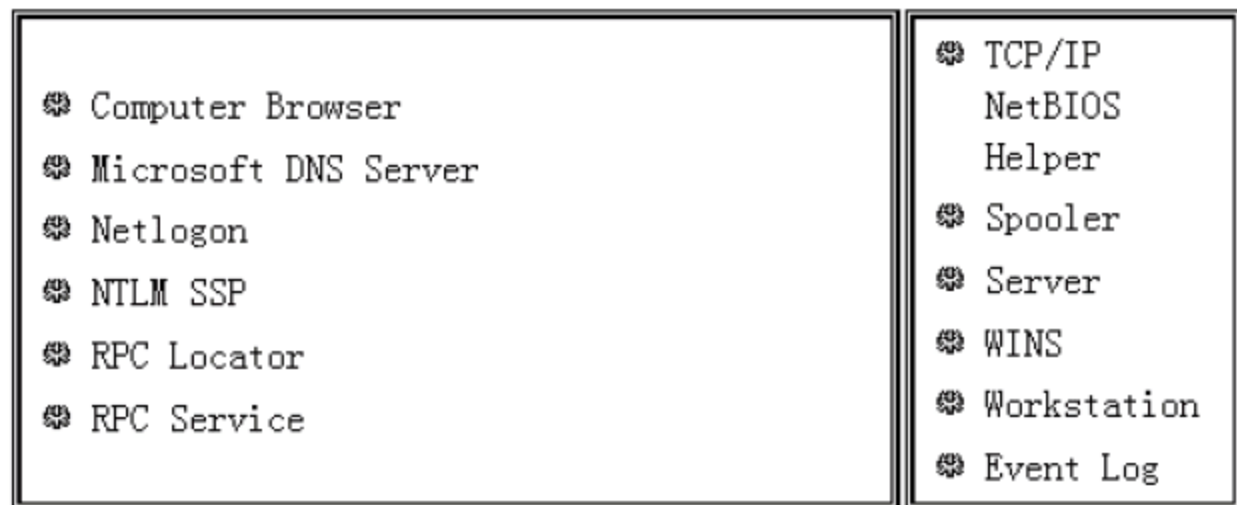 Computer Browser
Microsoft DNS Server
Netlogon
NTLM SSP
RPC Locator
RPC Service
TCP/IP
NetBIOS
Helper
Spooler
Server
WINS
Workstation
Event Log